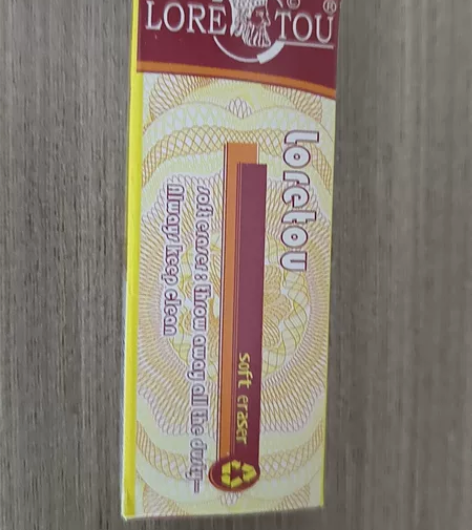 LORE TOU ®
©
loretou
soft eraser
soft eraser: throw away all the dusty—
Always keep clean